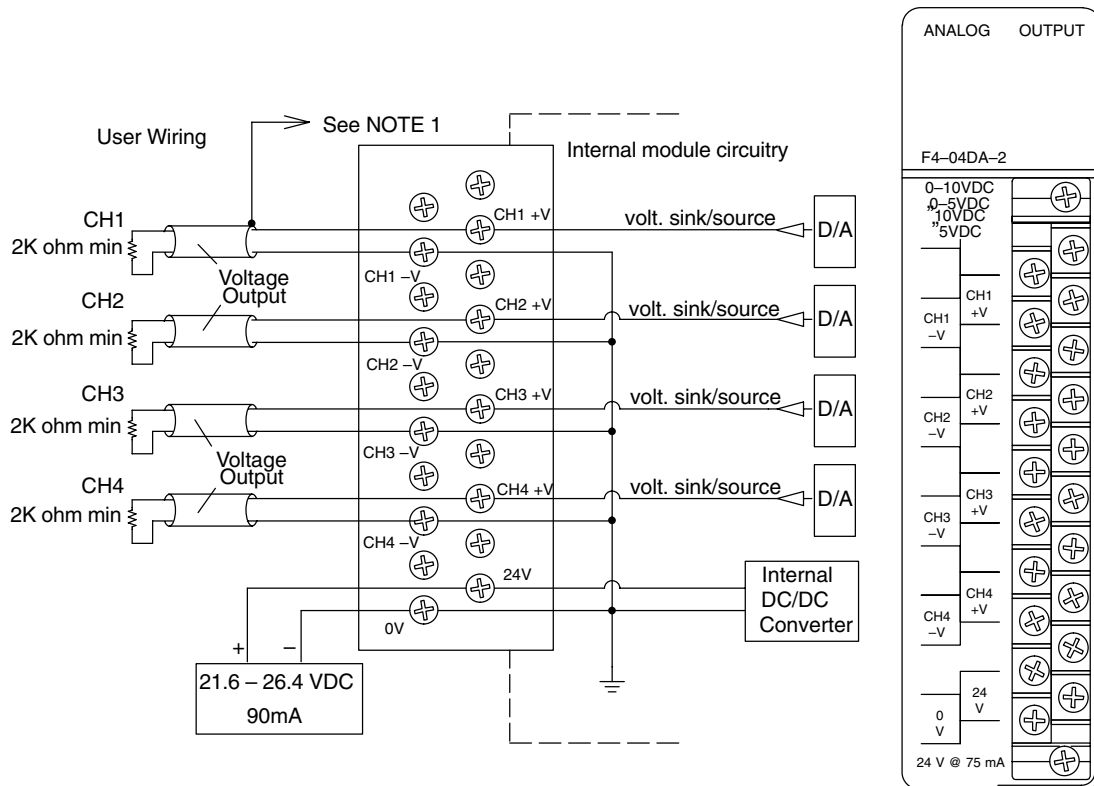 User Wiring
See NOTE 1
Internal module circuitry
CH1
2K ohm min
Voltage
Output
CH1 +V
CH1 –V
volt. sink/source
D/A
CH2
2K ohm min
CH2 +V
CH2 –V
volt. sink/source
D/A
CH3
2K ohm min
Voltage
Output
CH3 +V
CH3 –V
volt. sink/source
D/A
CH4
2K ohm min
CH4 +V
CH4 –V
volt. sink/source
D/A
24V
0V
Internal
DC/DC
Converter
+ –
21.6 – 26.4 VDC
90mA
ANALOG OUTPUT
F4–04DA–2
0–10VDC
"0–5VDC
10VDC
"5VDC
CH1
+V
CH1
–V
CH2
+V
CH2
–V
CH3
+V
CH3
–V
CH4
+V
CH4
–V
24
V
0
V
24 V @ 75 mA